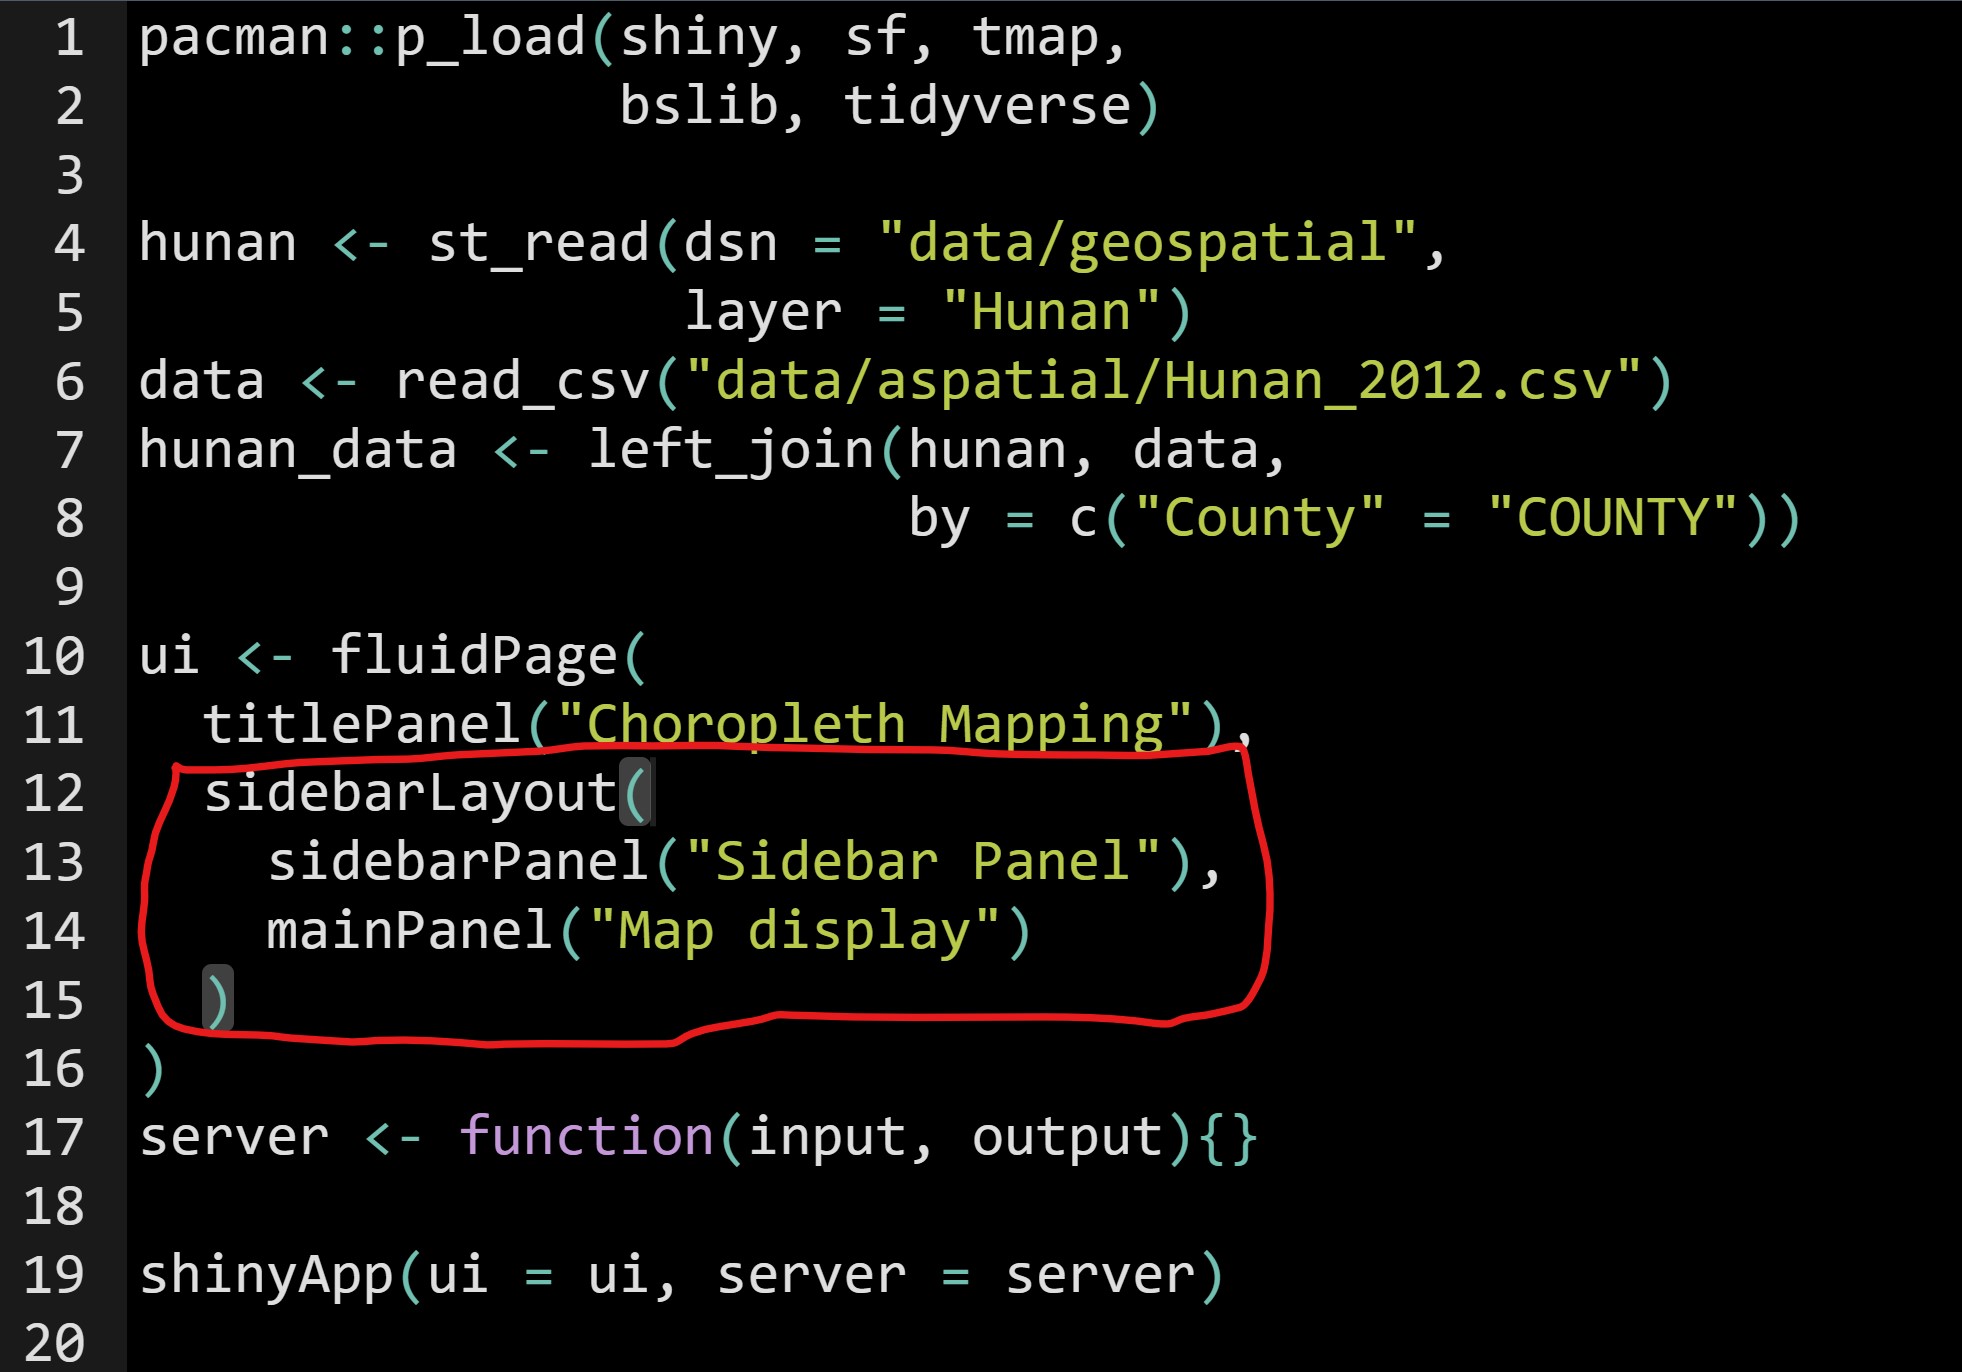 1 pacman::p_load(shiny, sf, tmap,
2                bslib, tidyverse)
3
4 hunan <- st_read(dsn = "data/geospatial",
5                  layer = "Hunan")
6 data <- read_csv("data/aspatial/Hunan_2012.csv")
7 hunan_data <- left_join(hunan, data,
8                         by = c("County" = "COUNTY"))
9
10 ui <- fluidPage(
11   titlePanel("Choropleth Mapping"),
12   sidebarLayout(
13     sidebarPanel("Sidebar Panel"),
14     mainPanel("Map display")
15   )
16 )
17 server <- function(input, output){}
18
19 shinyApp(ui = ui, server = server)
20